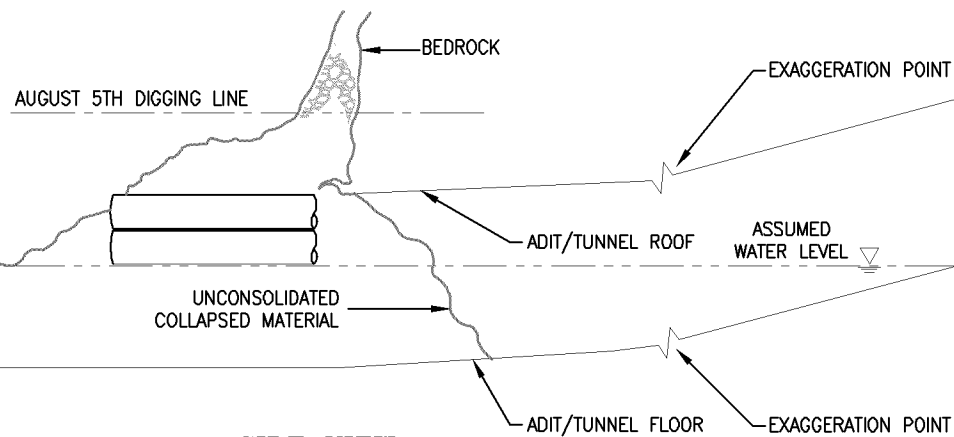 BEDROCK
EXAGGERATION POINT
AUGUST 5TH DIGGING LINE
ADIT/TUNNEL ROOF
ASSUMED
WATER LEVEL
UNCONSOLIDATED
COLLAPSED MATERIAL
ADIT/TUNNEL FLOOR
EXAGGERATION POINT